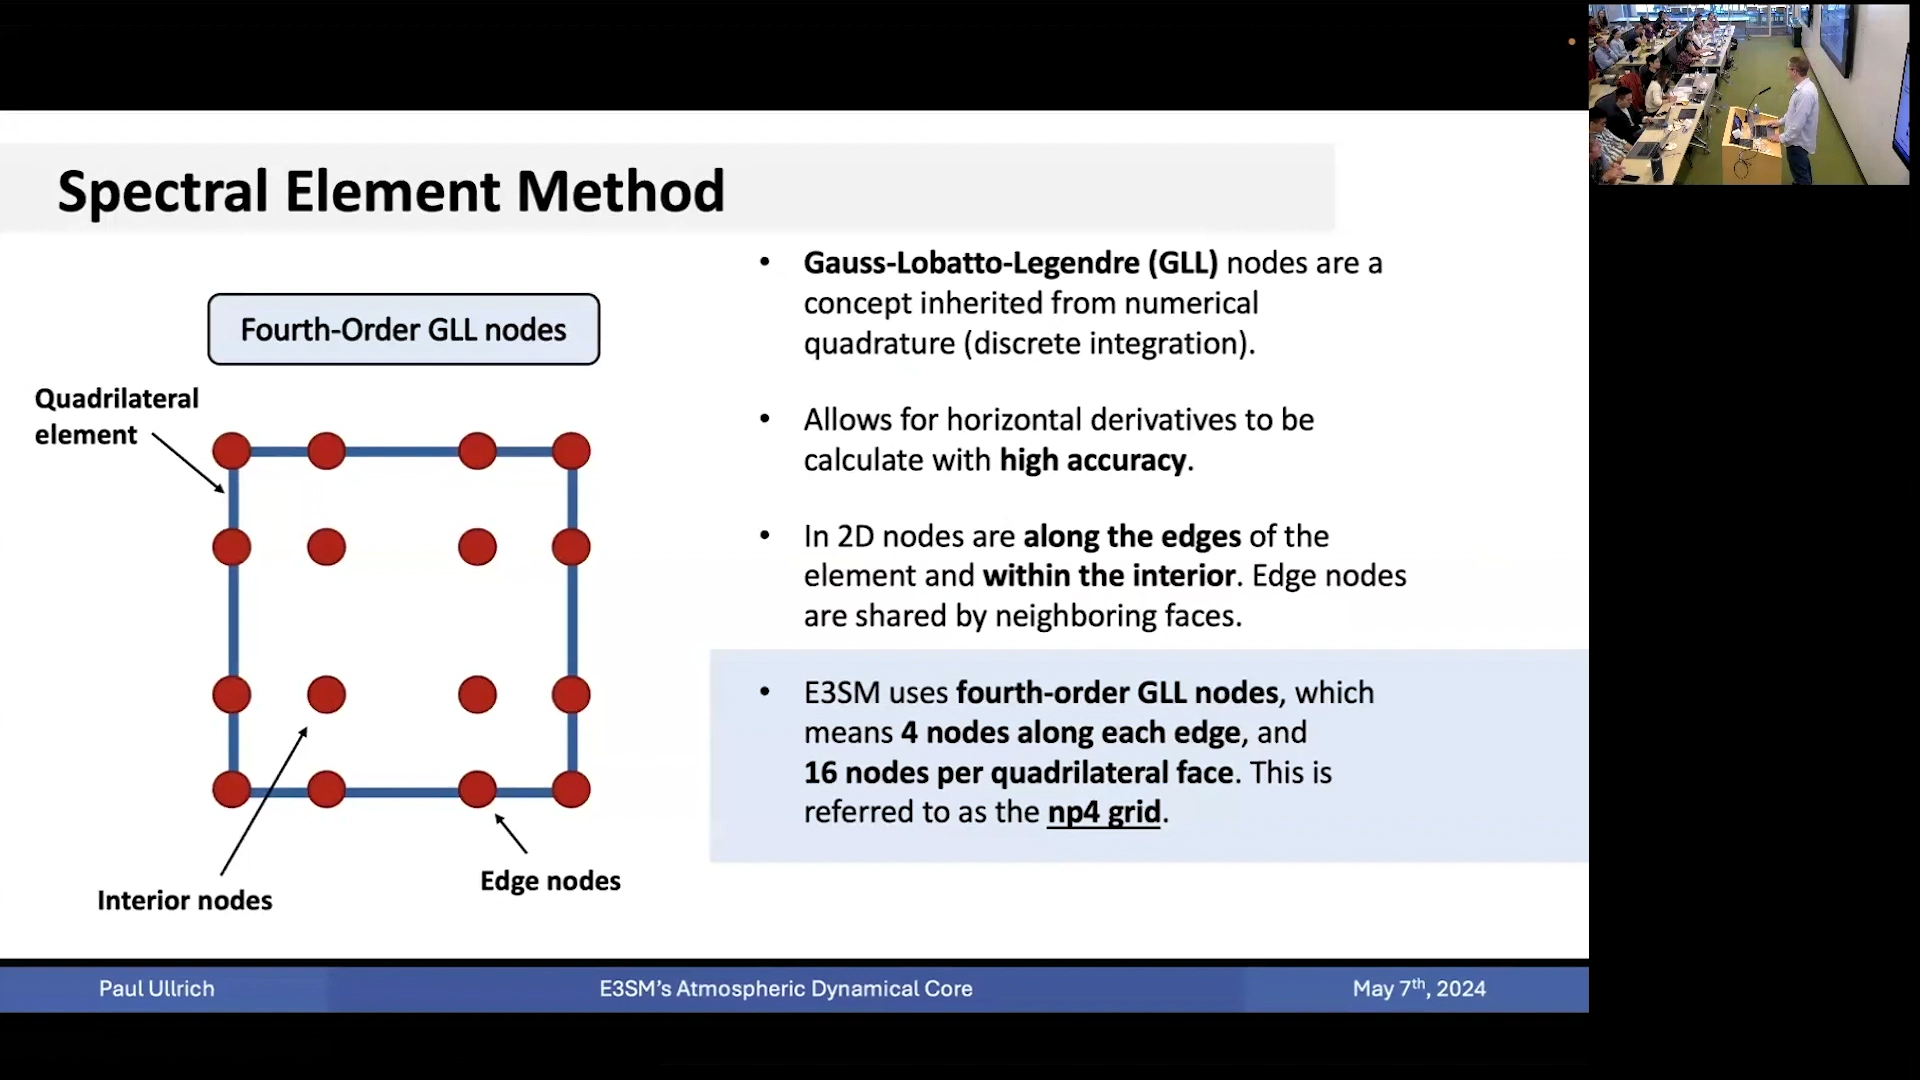 Spectral Element Method
Fourth-Order GLL nodes
Quadrilateral
element
Interior nodes
Edge nodes
• Gauss-Lobatto-Legendre (GLL) nodes are a
concept inherited from numerical
quadrature (discrete integration).
• Allows for horizontal derivatives to be
calculate with high accuracy.
• In 2D nodes are along the edges of the
element and within the interior. Edge nodes
are shared by neighboring faces.
• E3SM uses fourth-order GLL nodes, which
means 4 nodes along each edge, and
16 nodes per quadrilateral face. This is
referred to as the np4 grid.
Paul Ullrich
E3SM’s Atmospheric Dynamical Core
May 7th, 2024